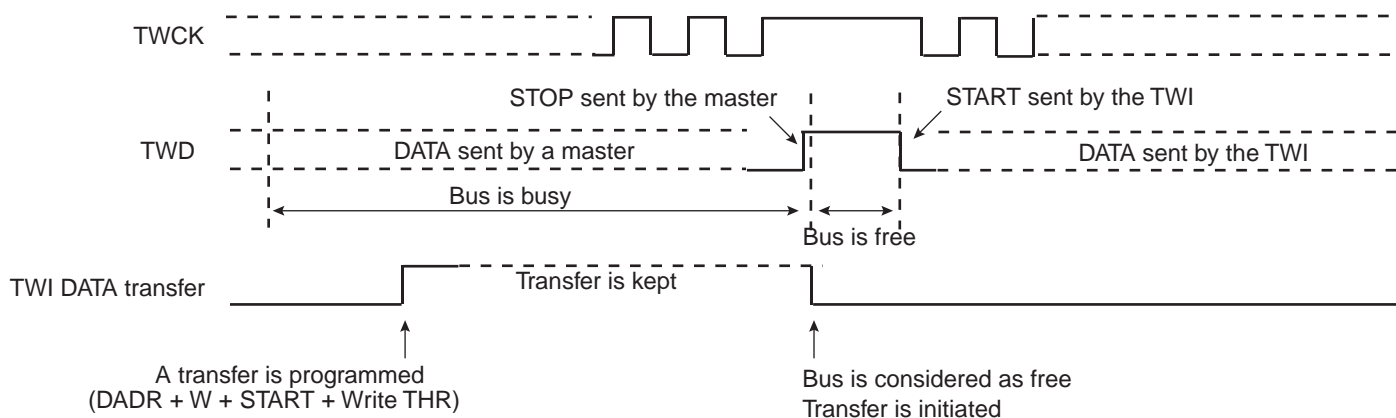 TWCK
STOP sent by the master
START sent by the TWI
TWD
DATA sent by a master
DATA sent by the TWI
Bus is busy
Bus is free
TWI DATA transfer
Transfer is kept
A transfer is programmed
(DADR + W + START + Write THR)
Bus is considered as free
Transfer is initiated